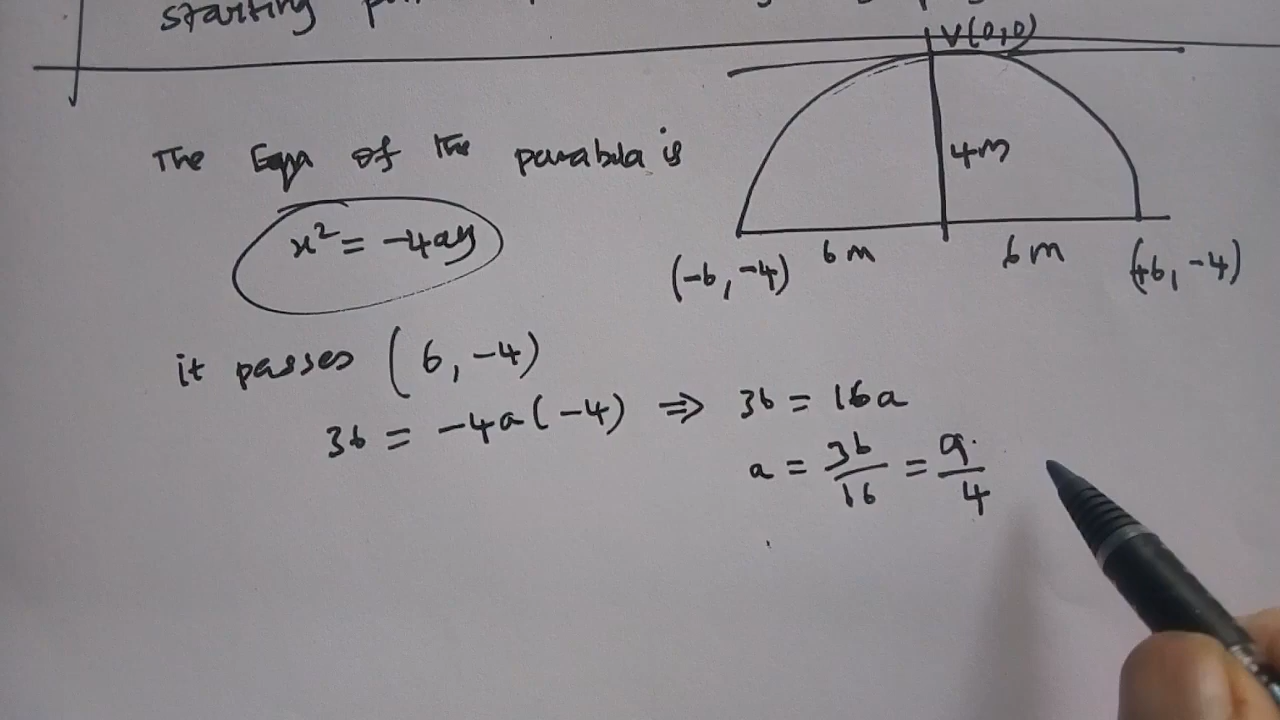 starting
V(0,0)
The Eqn of the parabola is
4m
x² = -4ay
6 m
6 m
(-6, -4)
(+6, -4)
it passes (6, -4)
36 = -4a(-4) ⇒ 36 = 16a
a = 36/16 = 9/4